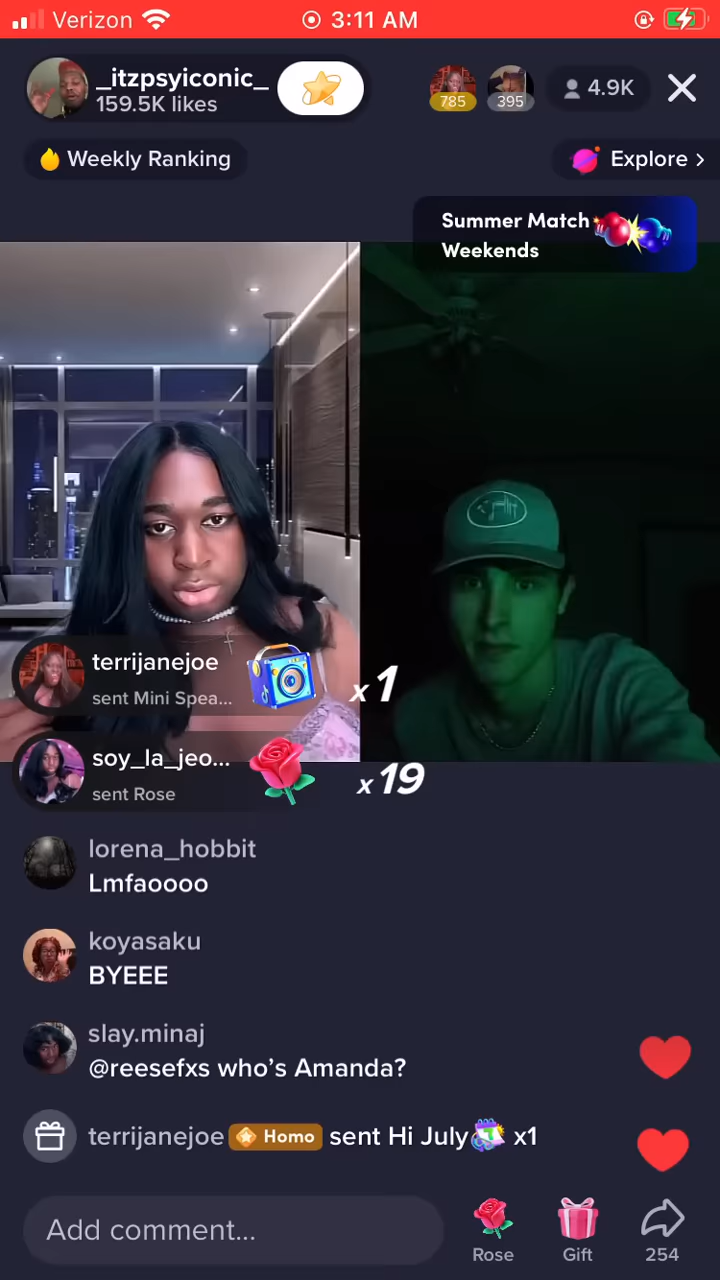 Verizon 3:11 AM
_itzpsyiconic_
159.5K likes
785 395 4.9K
Weekly Ranking
Explore >
Summer Match
Weekends
terrijanejoe
sent Mini Spea...
x1
soy_la_jeo...
sent Rose
x19
lorena_hobbit
Lmfaoooo
koyasaku
BYEEE
slay.minaj
@reesefxs who’s Amanda?
terrijanejoe Homo sent Hi July x1
Add comment...
Rose Gift 254